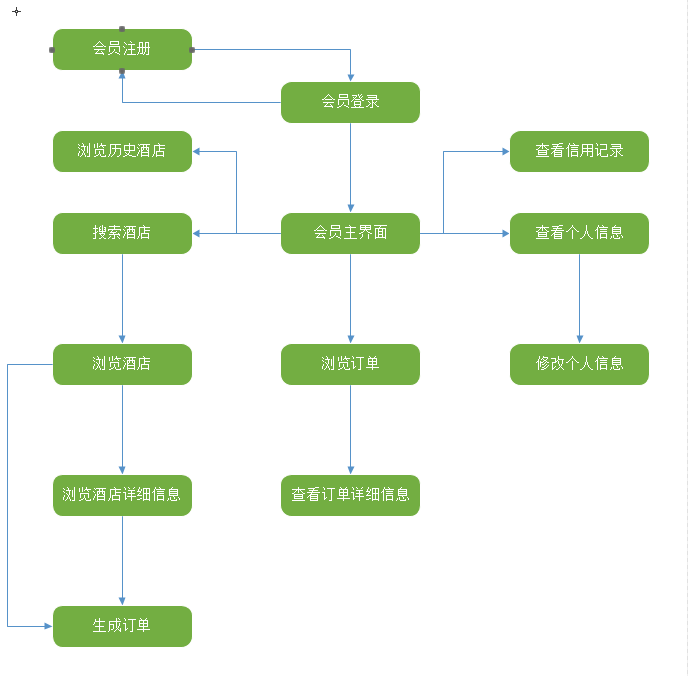 会员注册
会员登录
浏览历史酒店
查看信用记录
搜索酒店
会员主界面
查看个人信息
浏览酒店
浏览订单
修改个人信息
浏览酒店详细信息
查看订单详细信息
生成订单